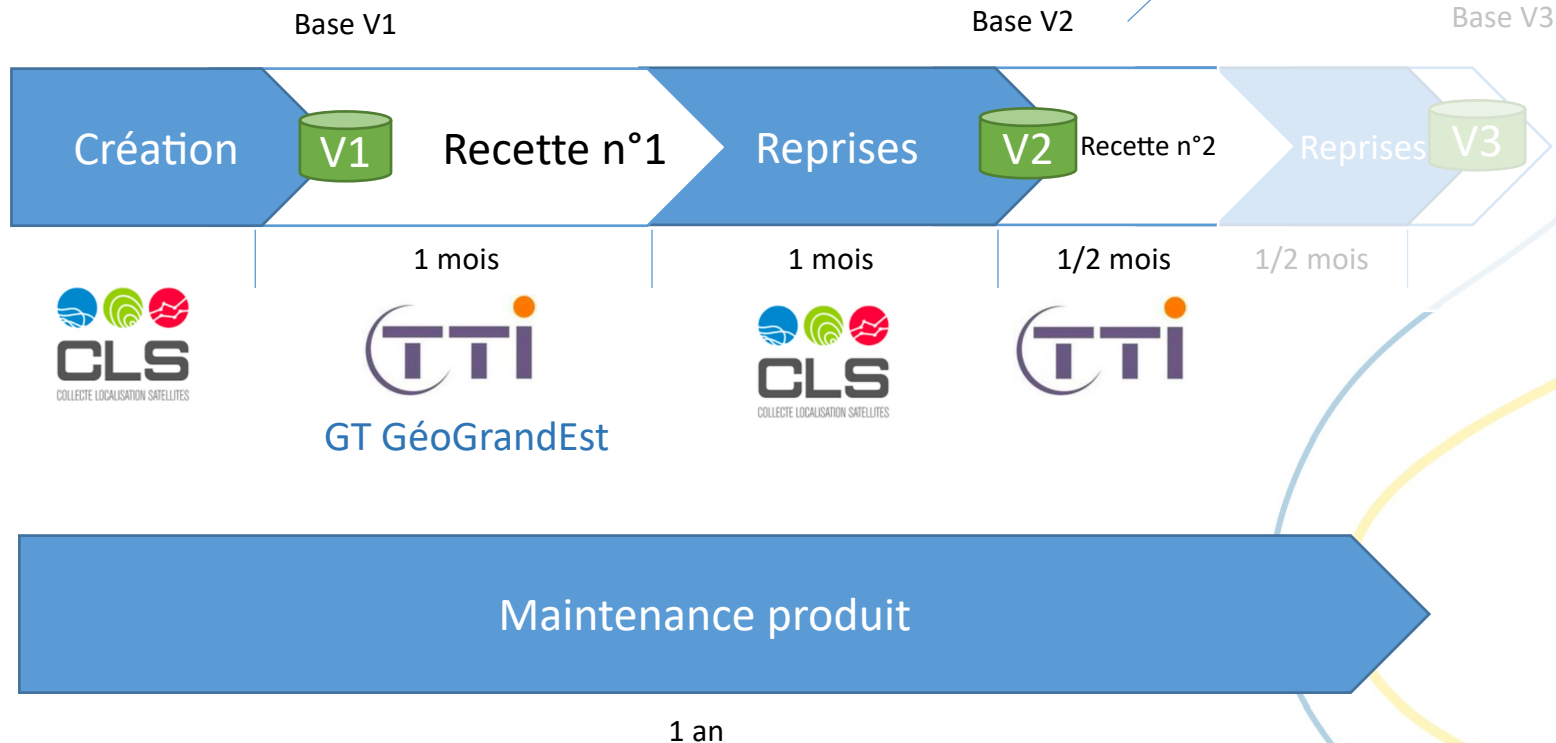 Base V1
Base V2
Base V3
Création
V1
Recette n°1
Reprises
V2
Recette n°2
Reprises
V3
1 mois
1 mois
1/2 mois
1/2 mois
CLS
COLLECTE LOCALISATION SATELLITES
TTI
GT GéoGrandEst
CLS
COLLECTE LOCALISATION SATELLITES
TTI
Maintenance produit
1 an